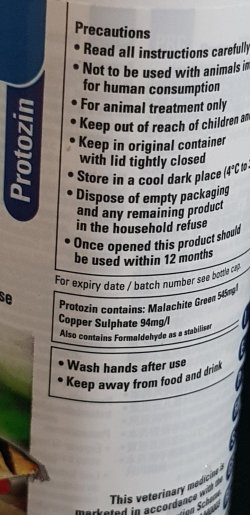 Protozin
Precautions
• Read all instructions carefully
• Not to be used with animals
for human consumption
• For animal treatment only
• Keep out of reach of children
• Keep in original container
with lid tightly closed
• Store in a cool dark place (4°C
• Dispose of empty packaging
and any remaining product
in the household refuse
• Once opened this product should
be used within 12 months
For expiry date / batch number see bottle cap.
Protozin contains: Malachite Green 545mg/l
Copper Sulphate 94mg/l
Also contains Formaldehyde as a stabiliser
• Wash hands after use
• Keep away from food and drink
This veterinary medicine is
marketed in accordance with the